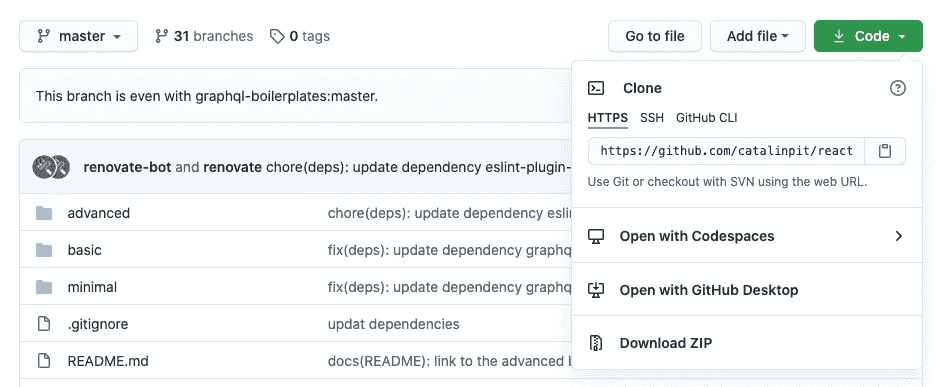 master 31 branches 0 tags Go to file Add file Code
This branch is even with graphql-boilerplates:master.
Clone
HTTPS SSH GitHub CLI
https://github.com/catalinpit/react
Use Git or checkout with SVN using the web URL.
Open with Codespaces
Open with GitHub Desktop
Download ZIP
renovate-bot and renovate chore(deps): update dependency eslint-plugin-
advanced chore(deps): update dependency
basic fix(deps): update dependency graphq
minimal fix(deps): update dependency graphq
.gitignore updat dependencies
README.md docs(README): link to the advanced